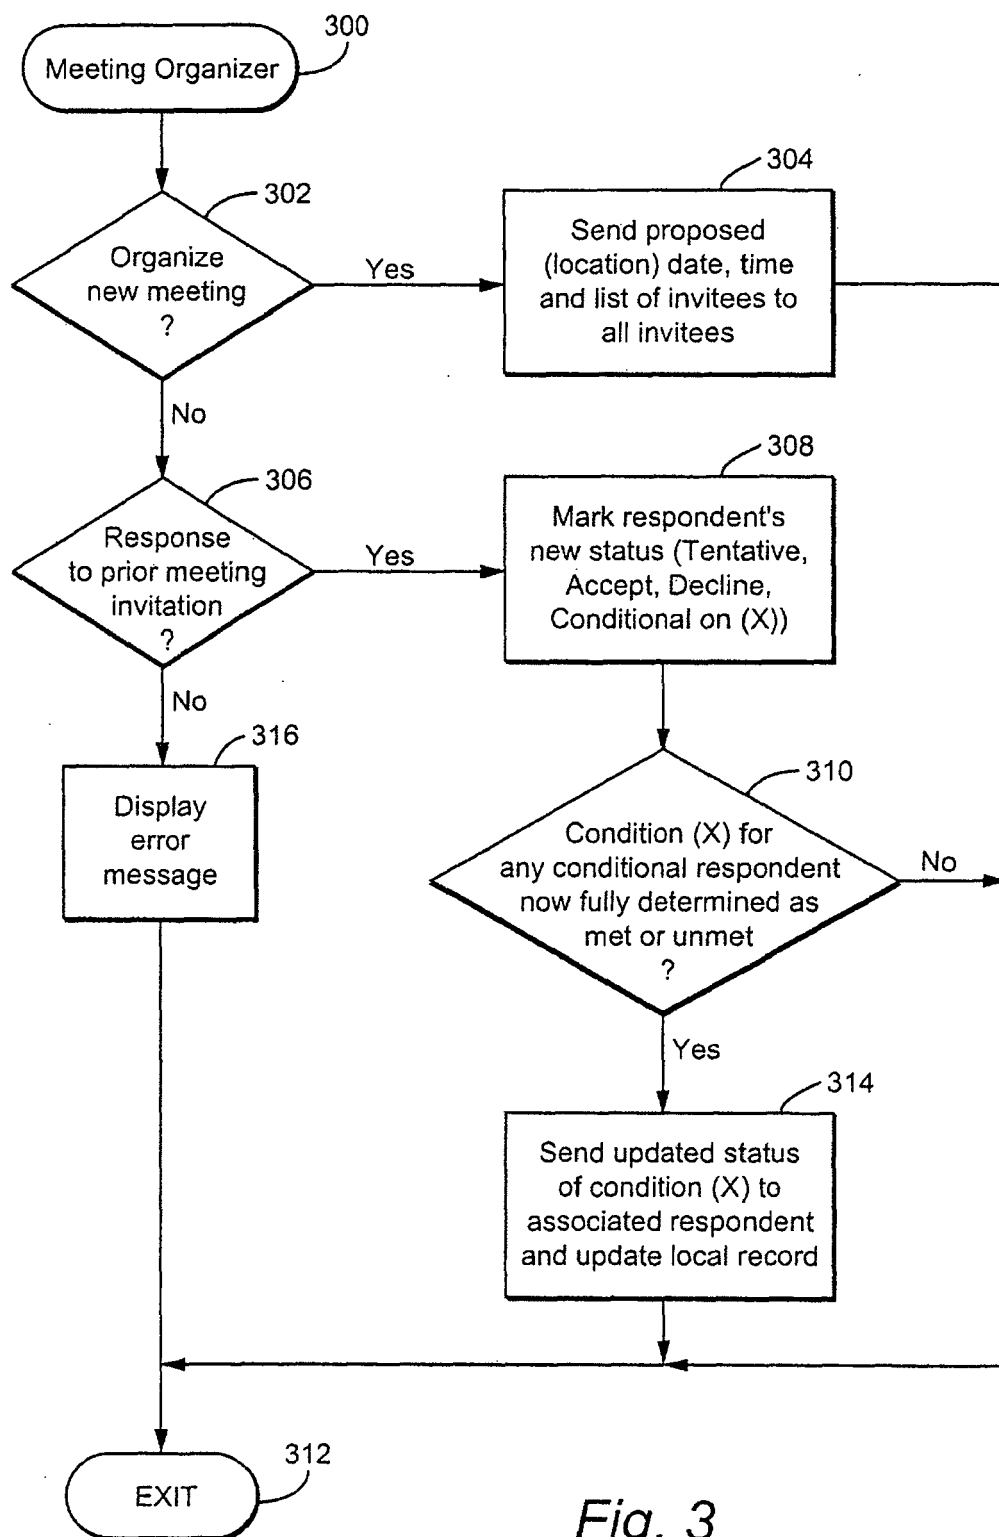 300
Meeting Organizer
302
Organize
new meeting
?
Yes
304
Send proposed
(location) date, time
and list of invitees to
all invitees
No
306
Response
to prior meeting
invitation
?
Yes
308
Mark respondent's
new status (Tentative,
Accept, Decline,
Conditional on (X))
No
316
Display
error
message
310
Condition (X) for
any conditional respondent
now fully determined as
met or unmet
?
No
Yes
314
Send updated status
of condition (X) to
associated respondent
and update local record
312
EXIT
Fig. 3